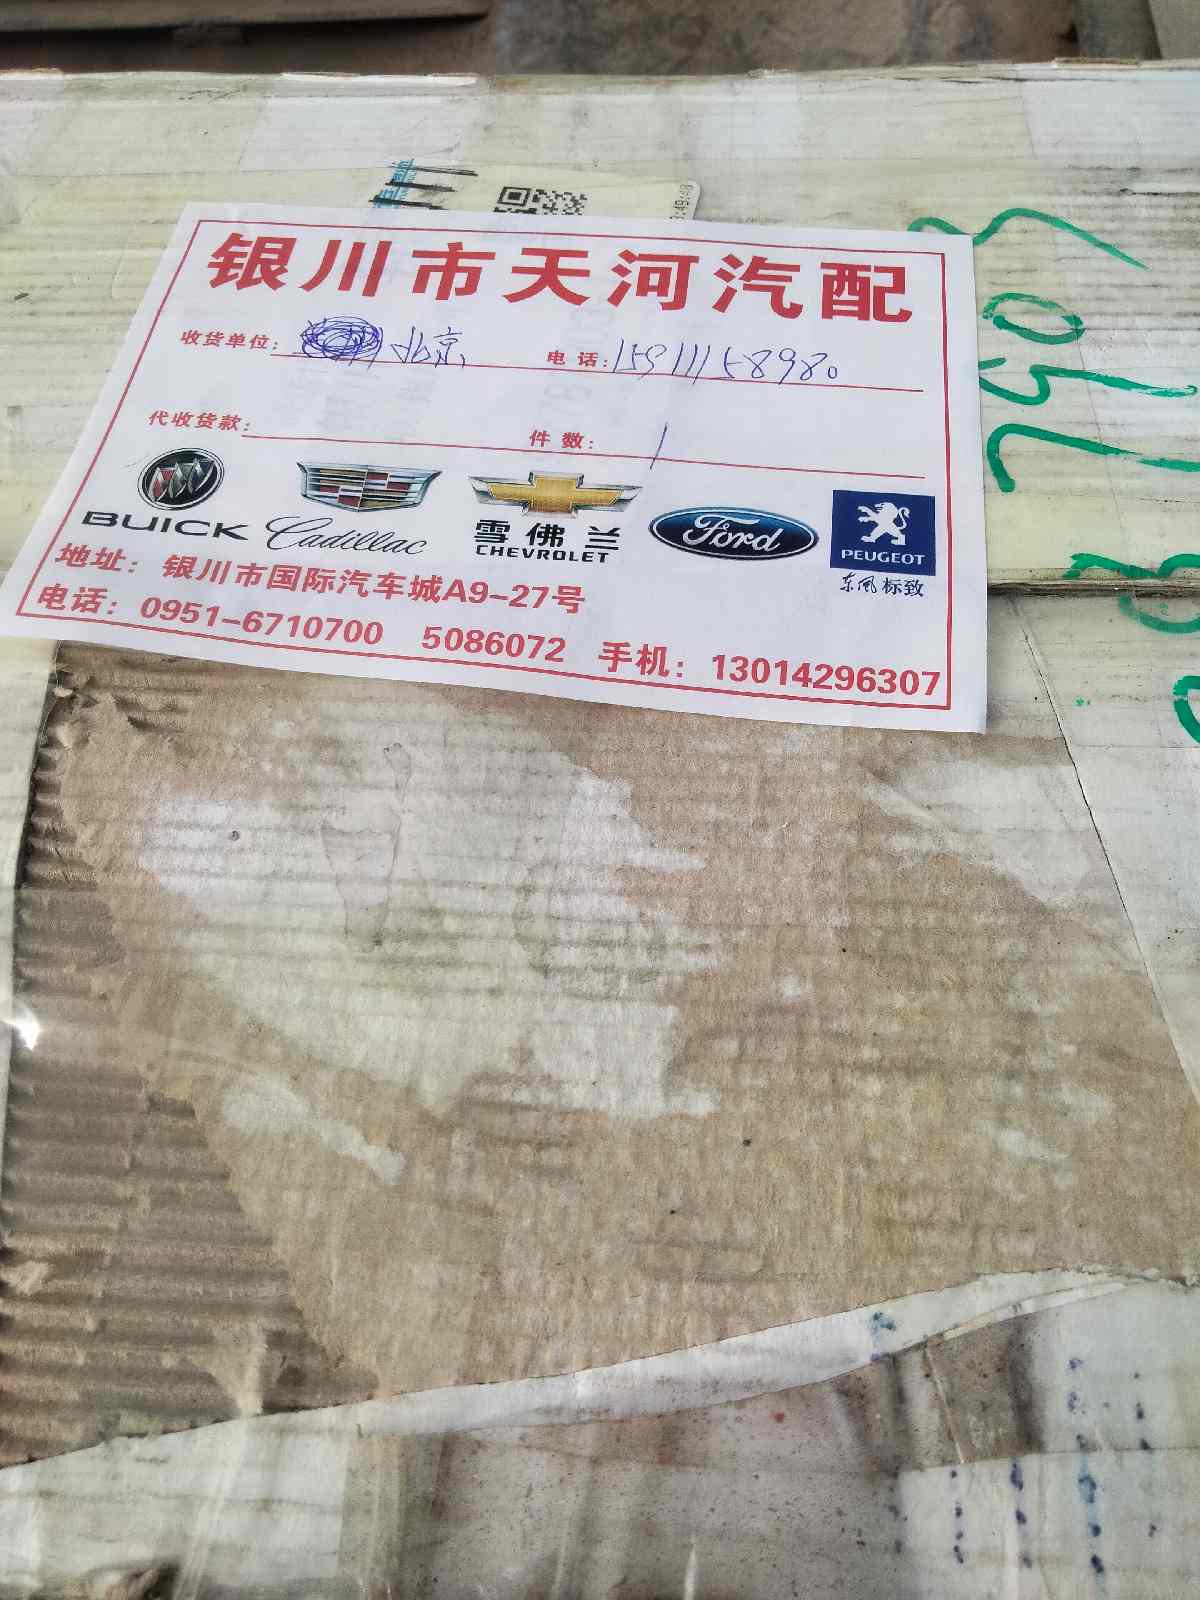 3:49:48
银川市天河汽配
收货单位： 北京 电话：15911158980
代收货款： 件数： 1
BUICK Cadillac 雪佛兰 CHEVROLET Ford PEUGEOT 东风标致
地址：银川市国际汽车城A9-27号
电话：0951-6710700 5086072 手机：13014296307